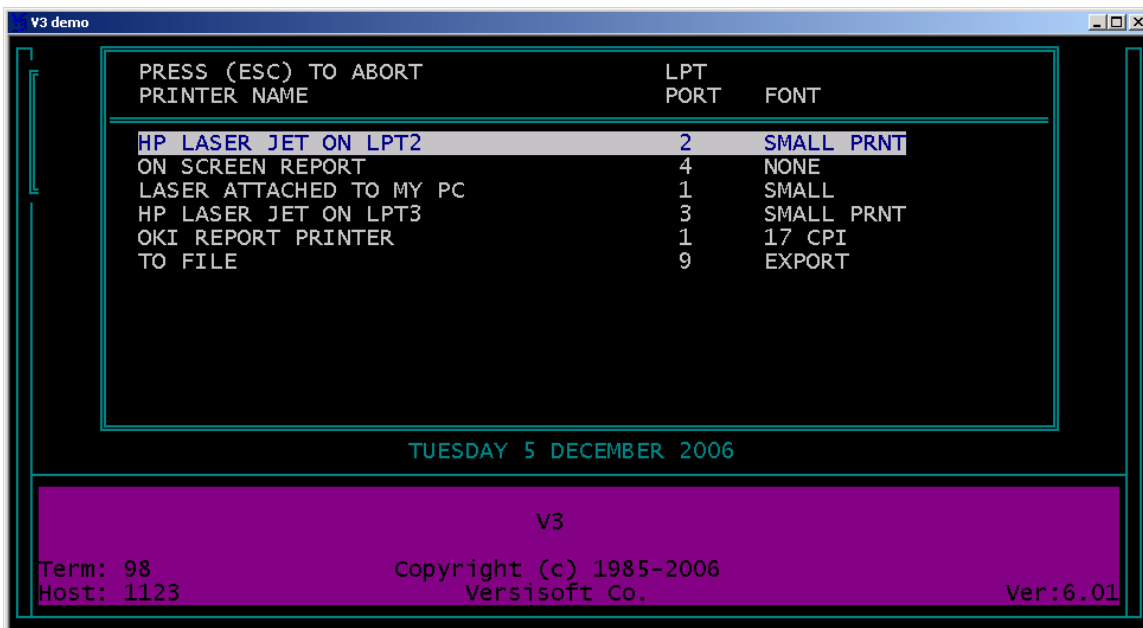 V3 demo
PRESS (ESC) TO ABORT LPT
PRINTER NAME PORT FONT
HP LASER JET ON LPT2 2 SMALL PRNT
ON SCREEN REPORT 4 NONE
LASER ATTACHED TO MY PC 1 SMALL
HP LASER JET ON LPT3 3 SMALL PRNT
OKI REPORT PRINTER 1 17 CPI
TO FILE 9 EXPORT
TUESDAY 5 DECEMBER 2006
V3
Term: 98 Copyright (c) 1985-2006
Host: 1123 Versisoft Co. Ver:6.01